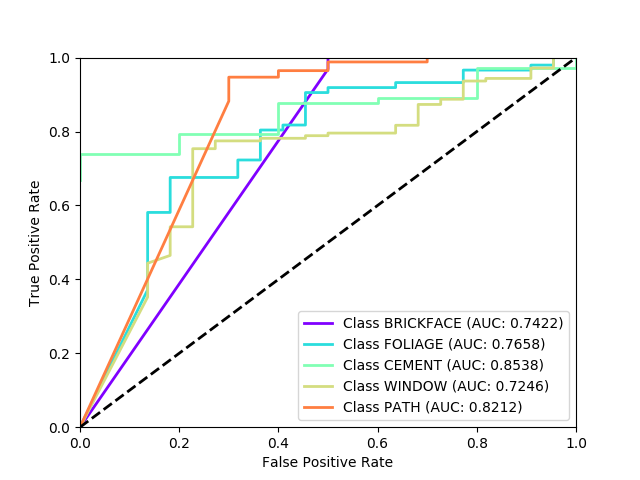 1.0
0.8
0.6
0.4
0.2
0.0
True Positive Rate
Class BRICKFACE (AUC: 0.7422)
Class FOLIAGE (AUC: 0.7658)
Class CEMENT (AUC: 0.8538)
Class WINDOW (AUC: 0.7246)
Class PATH (AUC: 0.8212)
0.0 0.2 0.4 0.6 0.8 1.0
False Positive Rate